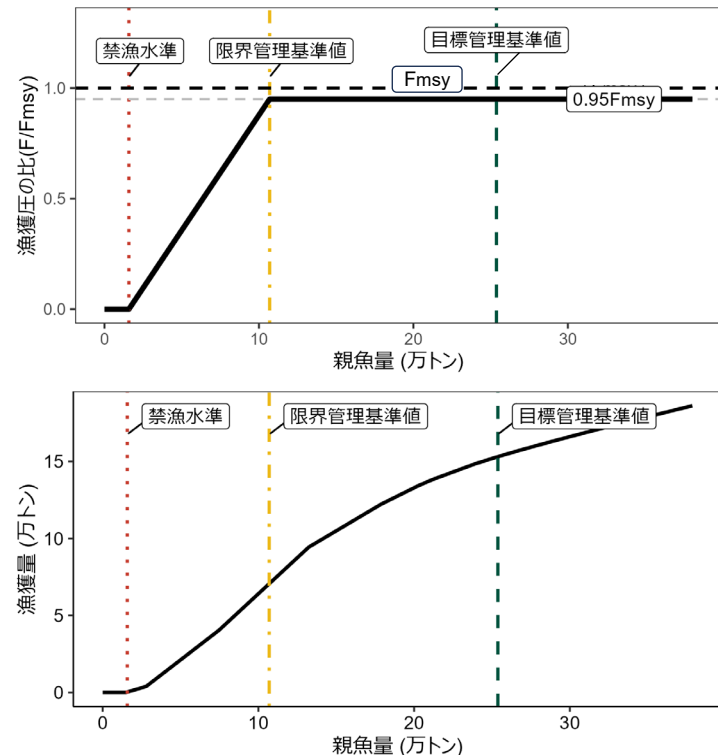 禁漁水準
限界管理基準値
目標管理基準値
Fmsy
0.95Fmsy
1.0
0.5
0.0
漁獲圧の比(F/Fmsy)
0
10
20
30
親魚量 (万トン)
禁漁水準
限界管理基準値
目標管理基準値
15
10
5
0
漁獲量 (万トン)
0
10
20
30
親魚量 (万トン)